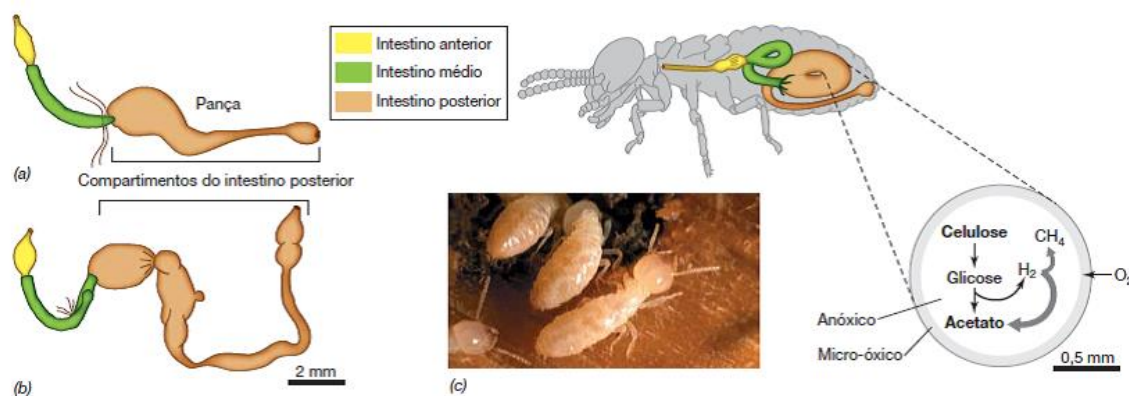 Intestino anterior
Intestino médio
Intestino posterior
Pança
(a)
Compartimentos do intestino posterior
(b)
2 mm
(c)
Celulose
CH₄
Glicose
H₂
O₂
Anóxico
Acetato
Micro-óxico
0,5 mm